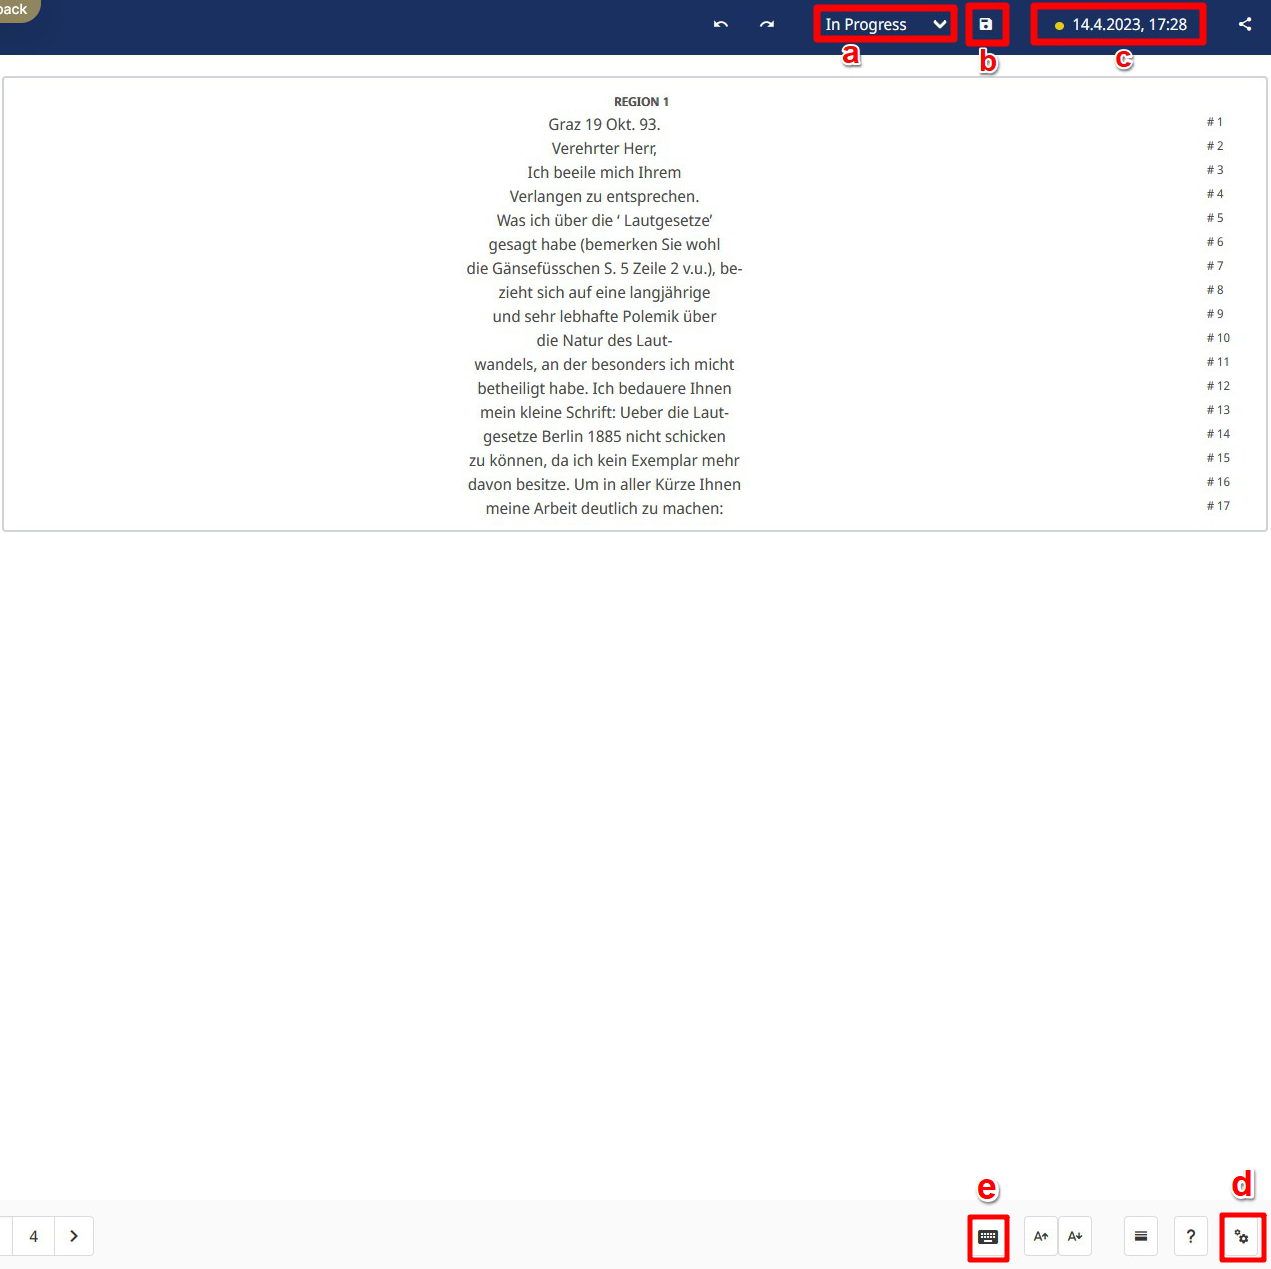 back
In Progress
14.4.2023, 17:28
a
b
c
REGION 1
Graz 19 Okt. 93.
# 1
Verehrter Herr,
# 2
Ich beeile mich Ihrem
# 3
Verlangen zu entsprechen.
# 4
Was ich über die ‘ Lautgesetze’
# 5
gesagt habe (bemerken Sie wohl
# 6
die Gänsefüsschen S. 5 Zeile 2 v.u.), be-
# 7
zieht sich auf eine langjährige
# 8
und sehr lebhafte Polemik über
# 9
die Natur des Laut-
# 10
wandels, an der besonders ich micht
# 11
betheiligt habe. Ich bedauere Ihnen
# 12
mein kleine Schrift: Ueber die Laut-
# 13
gesetze Berlin 1885 nicht schicken
# 14
zu können, da ich kein Exemplar mehr
# 15
davon besitze. Um in aller Kürze Ihnen
# 16
meine Arbeit deutlich zu machen:
# 17
e
d
4
A
A
?